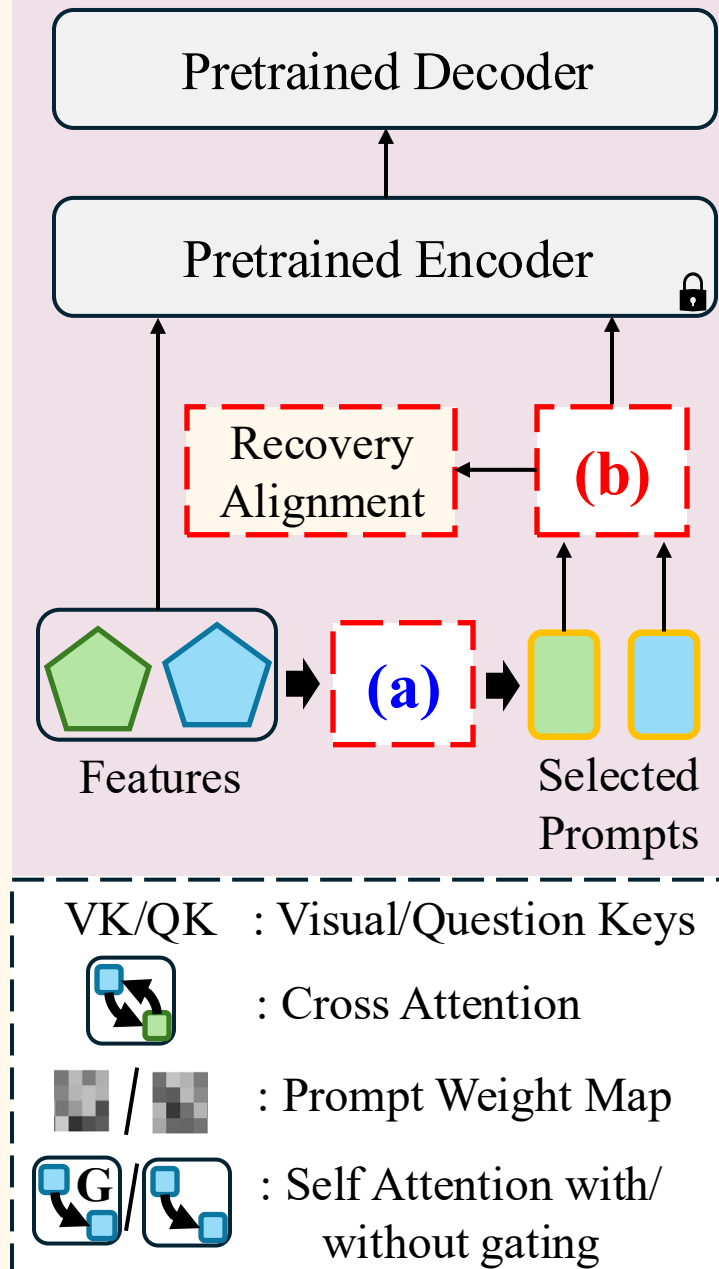 Pretrained Decoder
Pretrained Encoder
Recovery
Alignment
(b)
(a)
Features
Selected
Prompts
VK/QK : Visual/Question Keys
: Cross Attention
/ : Prompt Weight Map
G / : Self Attention with/
without gating